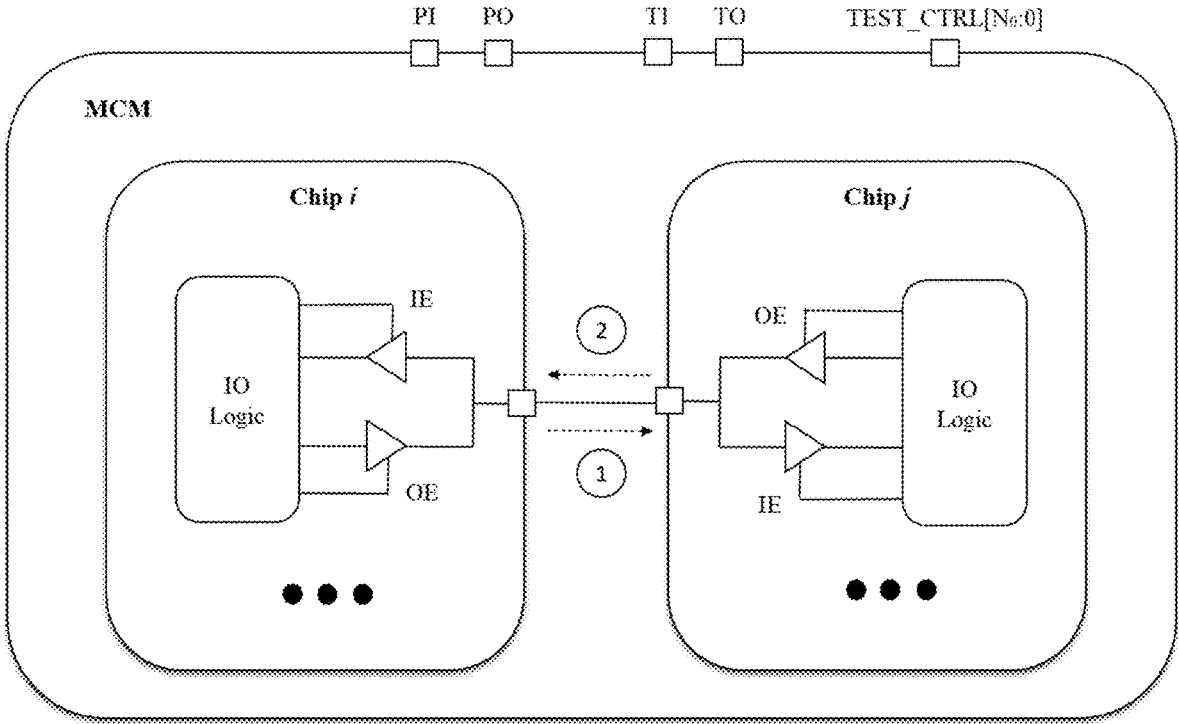 PI PO TI TO TEST_CTRL[N₀:0]
MCM
Chip i
Chip j
IE
OE
2
IO
Logic
IO
Logic
1
OE
IE